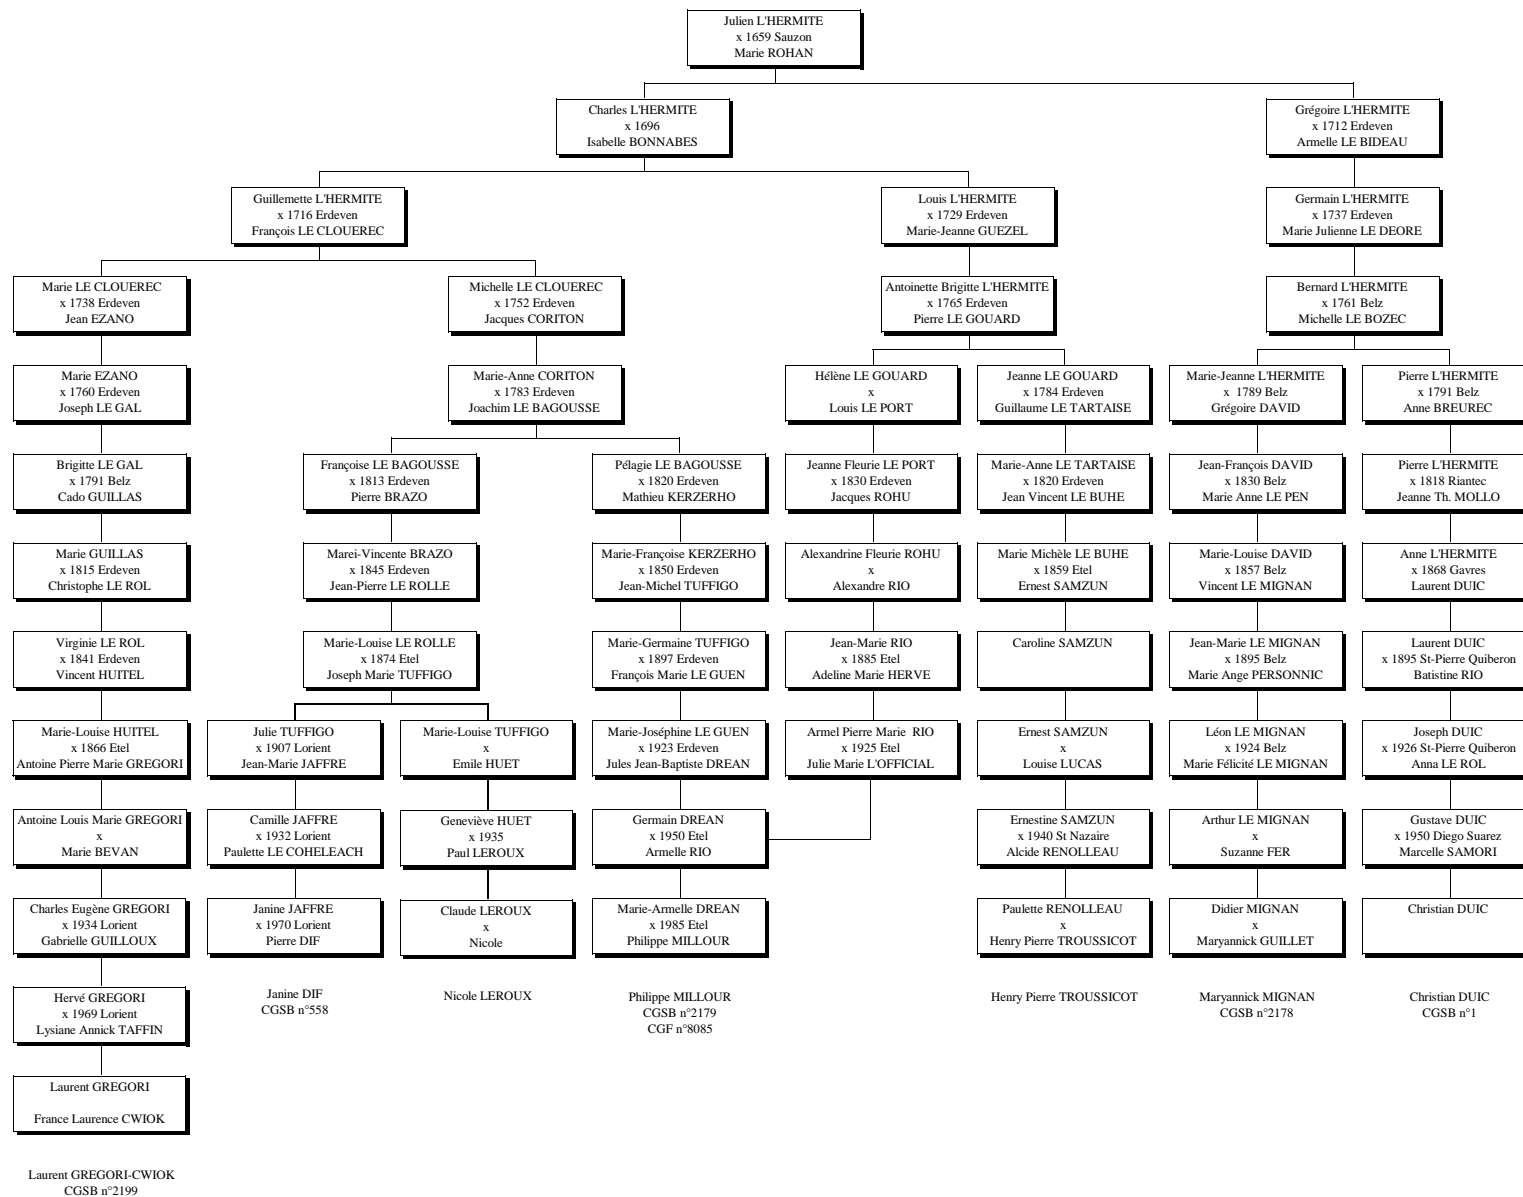 Julien L'HERMITE
x 1659 Sauzon
Marie ROHAN
Charles L'HERMITE
x 1696
Isabelle BONNABES
Grégoire L'HERMITE
x 1712 Erdeven
Armelle LE BIDEAU
Guillemette L'HERMITE
x 1716 Erdeven
François LE CLOUEREC
Louis L'HERMITE
x 1729 Erdeven
Marie-Jeanne GUEZEL
Germain L'HERMITE
x 1737 Erdeven
Marie Julienne LE DEORE
Marie LE CLOUEREC
x 1738 Erdeven
Jean EZANO
Michelle LE CLOUEREC
x 1752 Erdeven
Jacques CORITON
Antoinette Brigitte L'HERMITE
x 1765 Erdeven
Pierre LE GOUARD
Bernard L'HERMITE
x 1761 Belz
Michelle LE BOZEC
Marie EZANO
x 1760 Erdeven
Joseph LE GAL
Marie-Anne CORITON
x 1783 Erdeven
Joachim LE BAGOUSSE
Hélène LE GOUARD
x
Louis LE PORT
Jeanne LE GOUARD
x 1784 Erdeven
Guillaume LE TARTAISE
Marie-Jeanne L'HERMITE
x 1789 Belz
Grégoire DAVID
Pierre L'HERMITE
x 1791 Belz
Anne BREUREC
Brigitte LE GAL
x 1791 Belz
Cado GUILLAS
Françoise LE BAGOUSSE
x 1813 Erdeven
Pierre BRAZO
Pélagie LE BAGOUSSE
x 1820 Erdeven
Mathieu KERZERHO
Jeanne Fleurie LE PORT
x 1830 Erdeven
Jacques ROHU
Marie-Anne LE TARTAISE
x 1820 Erdeven
Jean Vincent LE BUHE
Jean-François DAVID
x 1830 Belz
Marie Anne LE PEN
Pierre L'HERMITE
x 1818 Riantec
Jeanne Th. MOLLO
Marie GUILLAS
x 1815 Erdeven
Christophe LE ROL
Marei-Vincente BRAZO
x 1845 Erdeven
Jean-Pierre LE ROLLE
Marie-Françoise KERZERHO
x 1850 Erdeven
Jean-Michel TUFFIGO
Alexandrine Fleurie ROHU
x
Alexandre RIO
Marie Michèle LE BUHE
x 1859 Etel
Ernest SAMZUN
Marie-Louise DAVID
x 1857 Belz
Vincent LE MIGNAN
Anne L'HERMITE
x 1868 Gavres
Laurent DUIC
Virginie LE ROL
x 1841 Erdeven
Vincent HUITEL
Marie-Louise LE ROLLE
x 1874 Etel
Joseph Marie TUFFIGO
Marie-Germaine TUFFIGO
x 1897 Erdeven
François Marie LE GUEN
Jean-Marie RIO
x 1885 Etel
Adeline Marie HERVE
Caroline SAMZUN
Jean-Marie LE MIGNAN
x 1895 Belz
Marie Ange PERSONNIC
Laurent DUIC
x 1895 St-Pierre Quiberon
Batistine RIO
Marie-Louise HUITEL
x 1866 Etel
Antoine Pierre Marie GREGORI
Julie TUFFIGO
x 1907 Lorient
Jean-Marie JAFFRE
Marie-Louise TUFFIGO
x
Emile HUET
Marie-Joséphine LE GUEN
x 1923 Erdeven
Jules Jean-Baptiste DREAN
Armel Pierre Marie RIO
x 1925 Etel
Julie Marie L'OFFICIAL
Ernest SAMZUN
x
Louise LUCAS
Léon LE MIGNAN
x 1924 Belz
Marie Félicité LE MIGNAN
Joseph DUIC
x 1926 St-Pierre Quiberon
Anna LE ROL
Antoine Louis Marie GREGORI
x
Marie BEVAN
Camille JAFFRE
x 1932 Lorient
Paulette LE COHELEACH
Geneviève HUET
x 1935
Paul LEROUX
Germain DREAN
x 1950 Etel
Armelle RIO
Ernestine SAMZUN
x 1940 St Nazaire
Alcide RENOLLEAU
Arthur LE MIGNAN
x
Suzanne FER
Gustave DUIC
x 1950 Diego Suarez
Marcelle SAMORI
Charles Eugène GREGORI
x 1934 Lorient
Gabrielle GUILLOUX
Janine JAFFRE
x 1970 Lorient
Pierre DIF
Claude LEROUX
x
Nicole
Marie-Armelle DREAN
x 1985 Etel
Philippe MILLOUR
Paulette RENOLLEAU
x
Henry Pierre TROUSSICOT
Didier MIGNAN
x
Maryannick GUILLET
Christian DUIC
Hervé GREGORI
x 1969 Lorient
Lysiane Annick TAFFIN
Janine DIF
CGSB n°558
Nicole LEROUX
Philippe MILLOUR
CGSB n°2179
CGF n°8085
Henry Pierre TROUSSICOT
Maryannick MIGNAN
CGSB n°2178
Christian DUIC
CGSB n°1
Laurent GREGORI
France Laurence CWIOK
Laurent GREGORI-CWIOK
CGSB n°2199